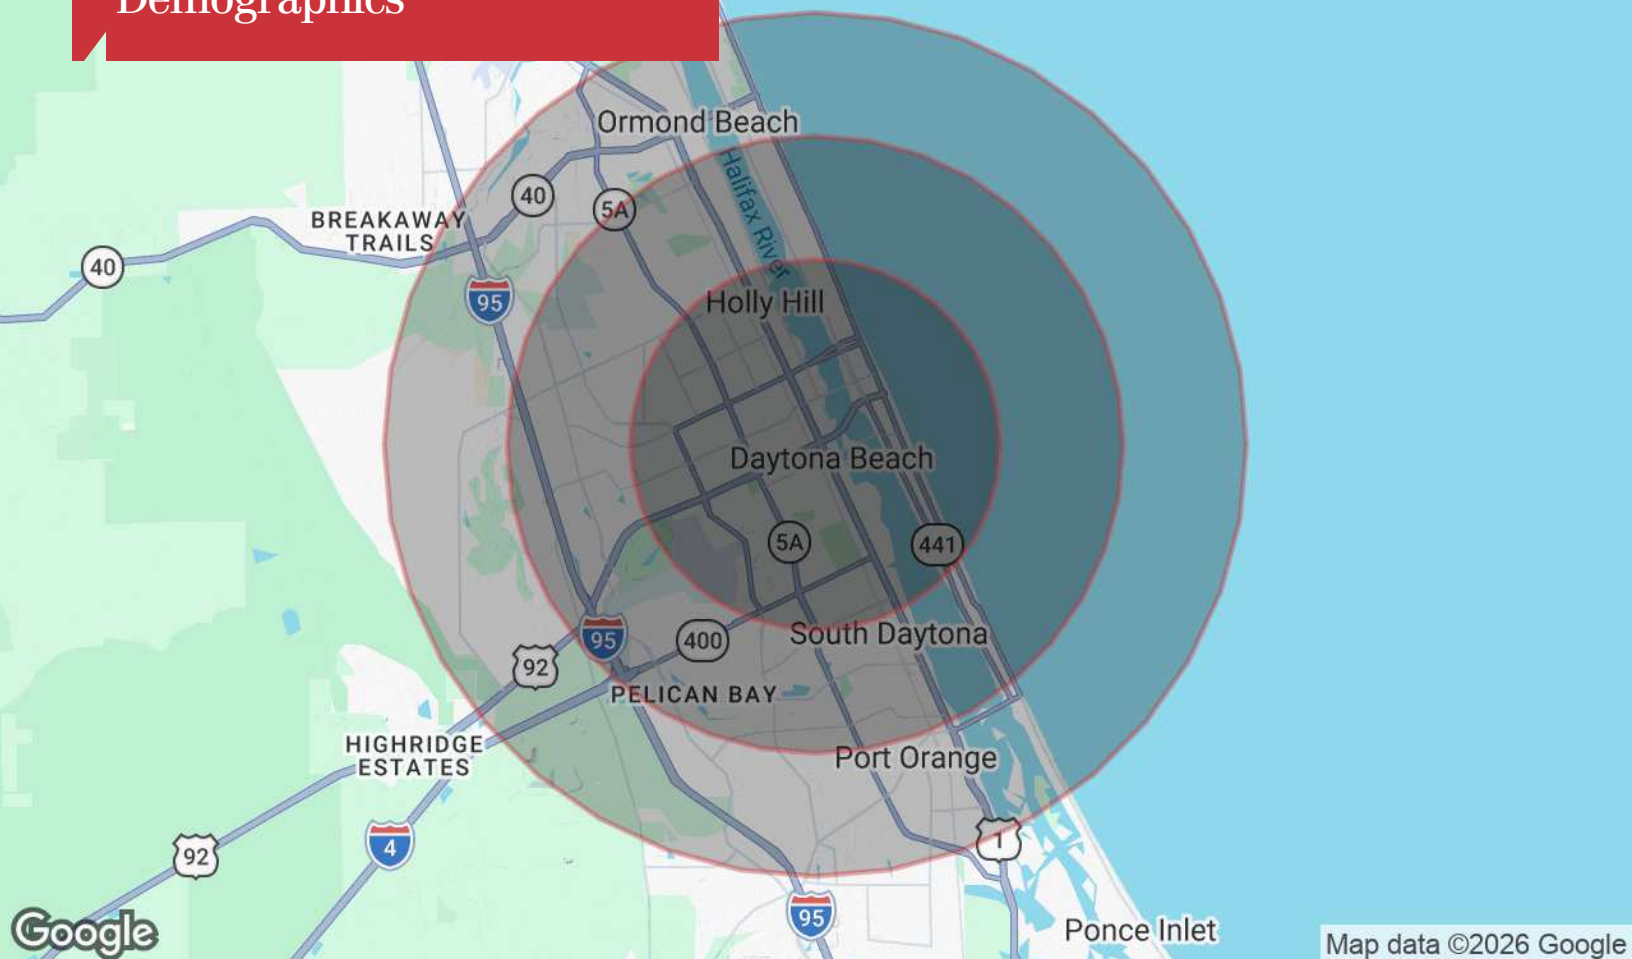 Demographics
Ormond Beach
Halifax River
40
5A
BREAKAWAY
TRAILS
40
95
Holly Hill
Daytona Beach
5A
441
95
400
South Daytona
92
PELICAN BAY
HIGHRIDGE
ESTATES
Port Orange
92
4
1
95
Ponce Inlet
Google
Map data ©2026 Google